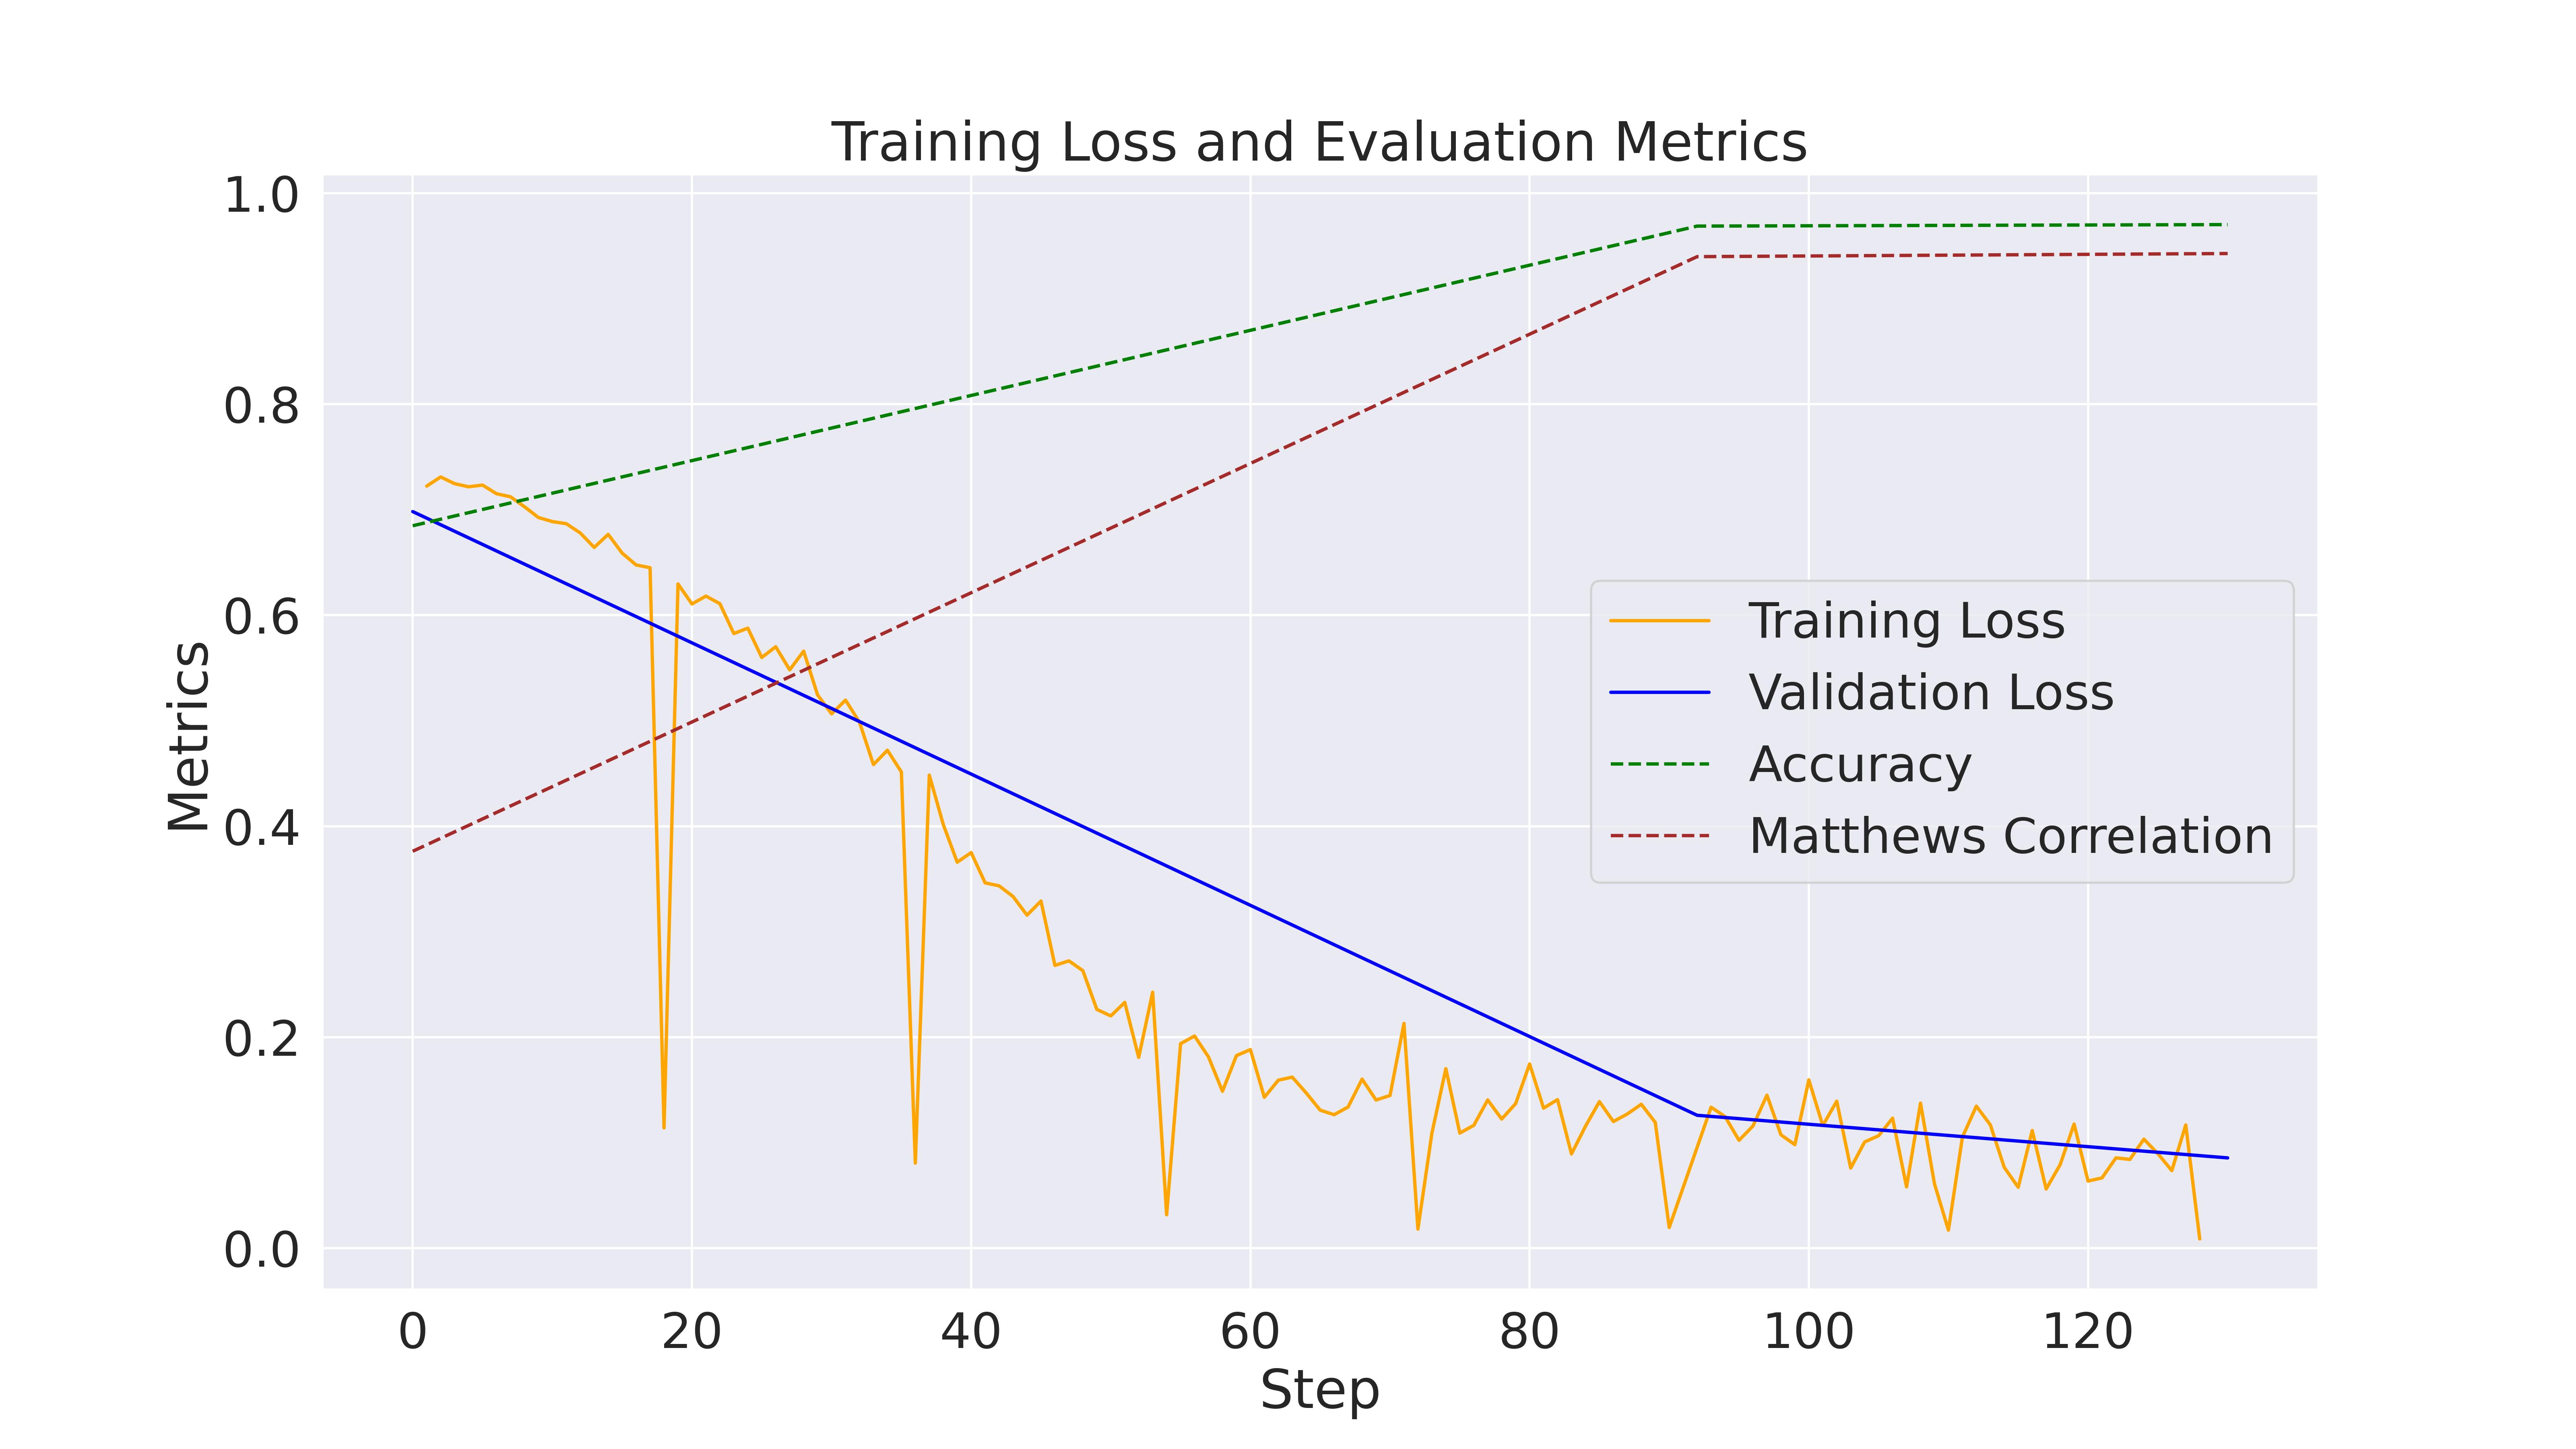 Training Loss and Evaluation Metrics
1.0
0.8
0.6
0.4
0.2
0.0
Metrics
Training Loss
Validation Loss
Accuracy
Matthews Correlation
0 20 40 60 80 100 120
Step